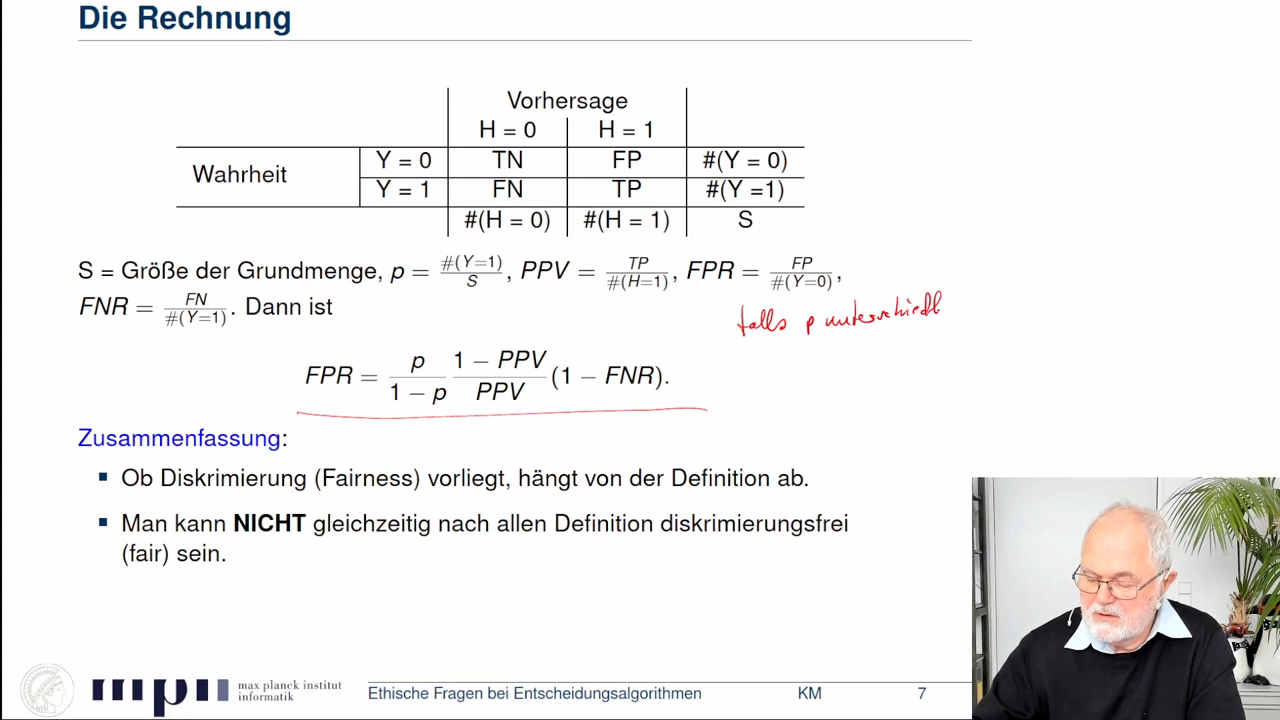 Die Rechnung
Vorhersage
H = 0 H = 1
Wahrheit
Y = 0 TN FP #(Y = 0)
Y = 1 FN TP #(Y =1)
#(H = 0) #(H = 1) S
S = Größe der Grundmenge, p = #(Y=1)/S, PPV = TP/#(H=1), FPR = FP/#(Y=0),
FNR = FN/#(Y=1). Dann ist
falls p unterschiedl
FPR = p/(1 − p) (1 − PPV)/PPV (1 − FNR).
Zusammenfassung:
▪ Ob Diskrimierung (Fairness) vorliegt, hängt von der Definition ab.
▪ Man kann NICHT gleichzeitig nach allen Definition diskrimierungsfrei
(fair) sein.
max planck institut
informatik
Ethische Fragen bei Entscheidungsalgorithmen KM 7